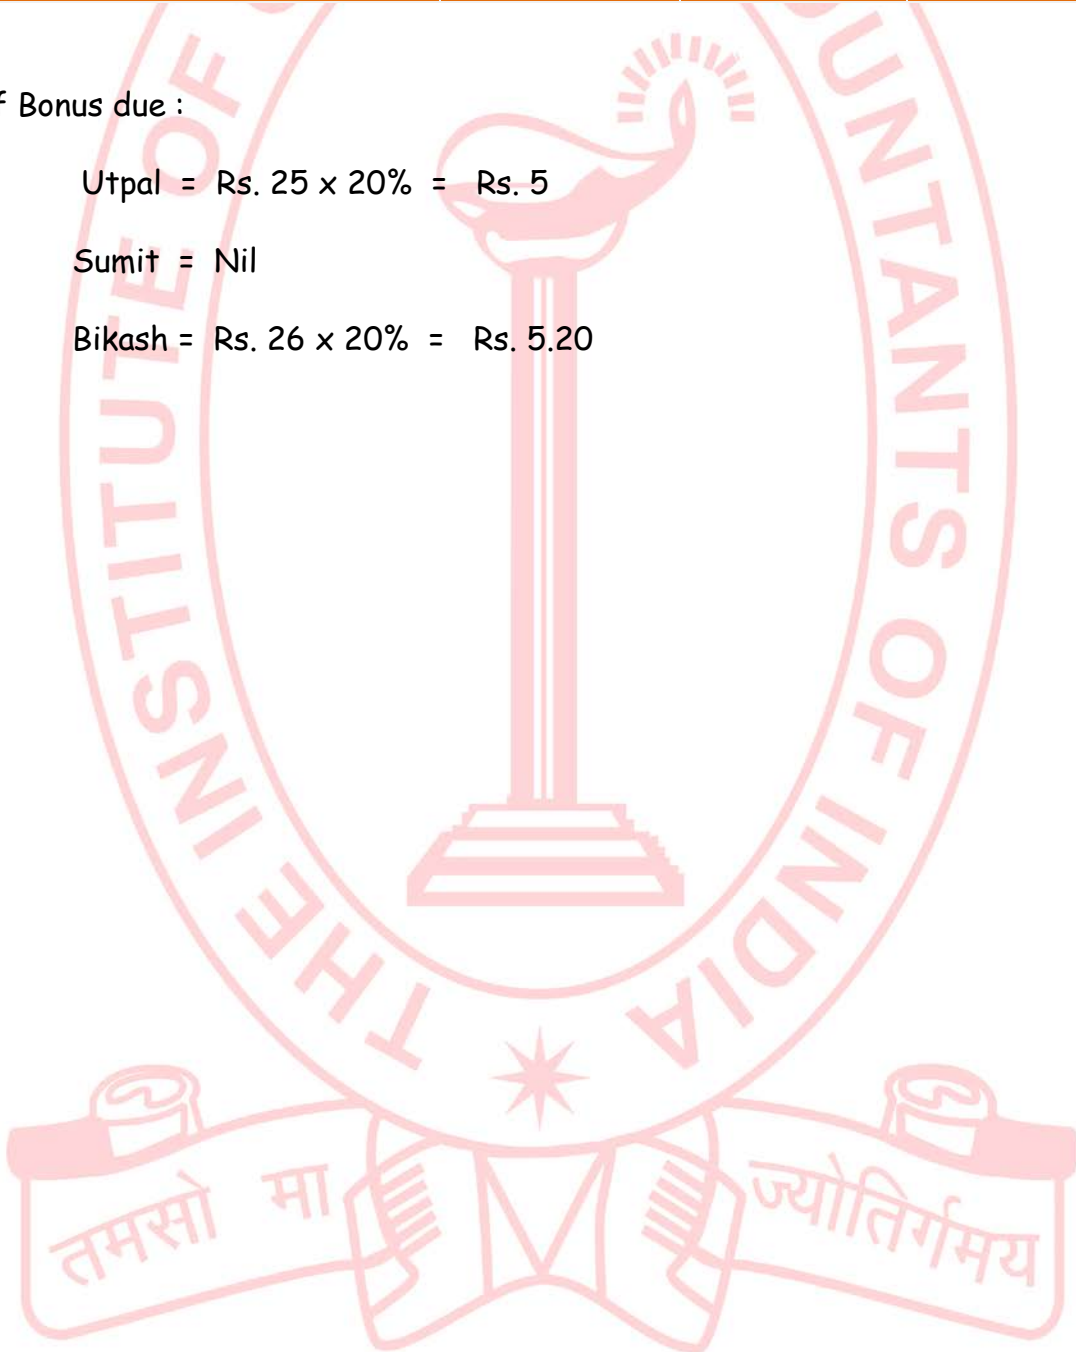 f Bonus due :
Utpal = Rs. 25 x 20% = Rs. 5
Sumit = Nil
Bikash = Rs. 26 x 20% = Rs. 5.20
THE INSTITUTE OF
OUNTANTS OF INDIA
तमसो मा ज्योतिर्गमय